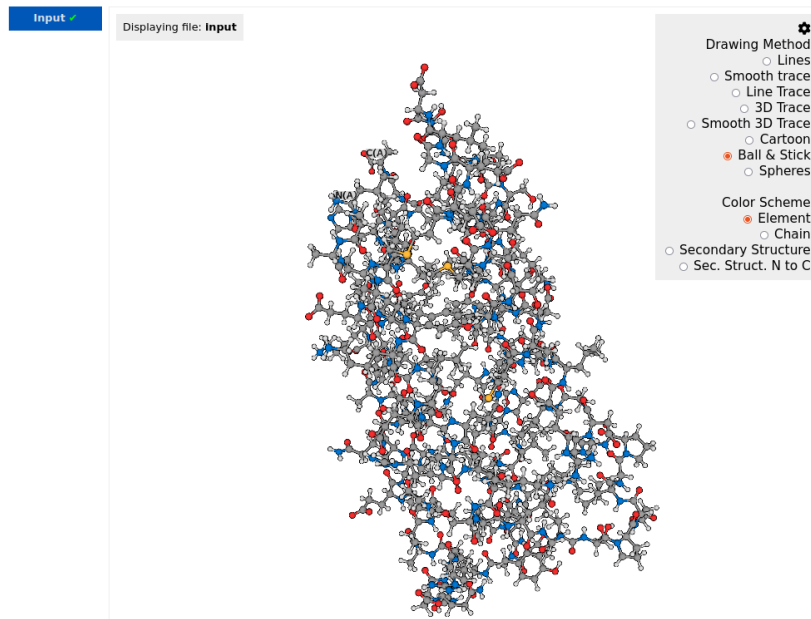 Input ✔
Displaying file: Input
Drawing Method
Lines
Smooth trace
Line Trace
3D Trace
Smooth 3D Trace
Cartoon
Ball & Stick
Spheres
Color Scheme
Element
Chain
Secondary Structure
Sec. Struct. N to C
C(A)
N(A)